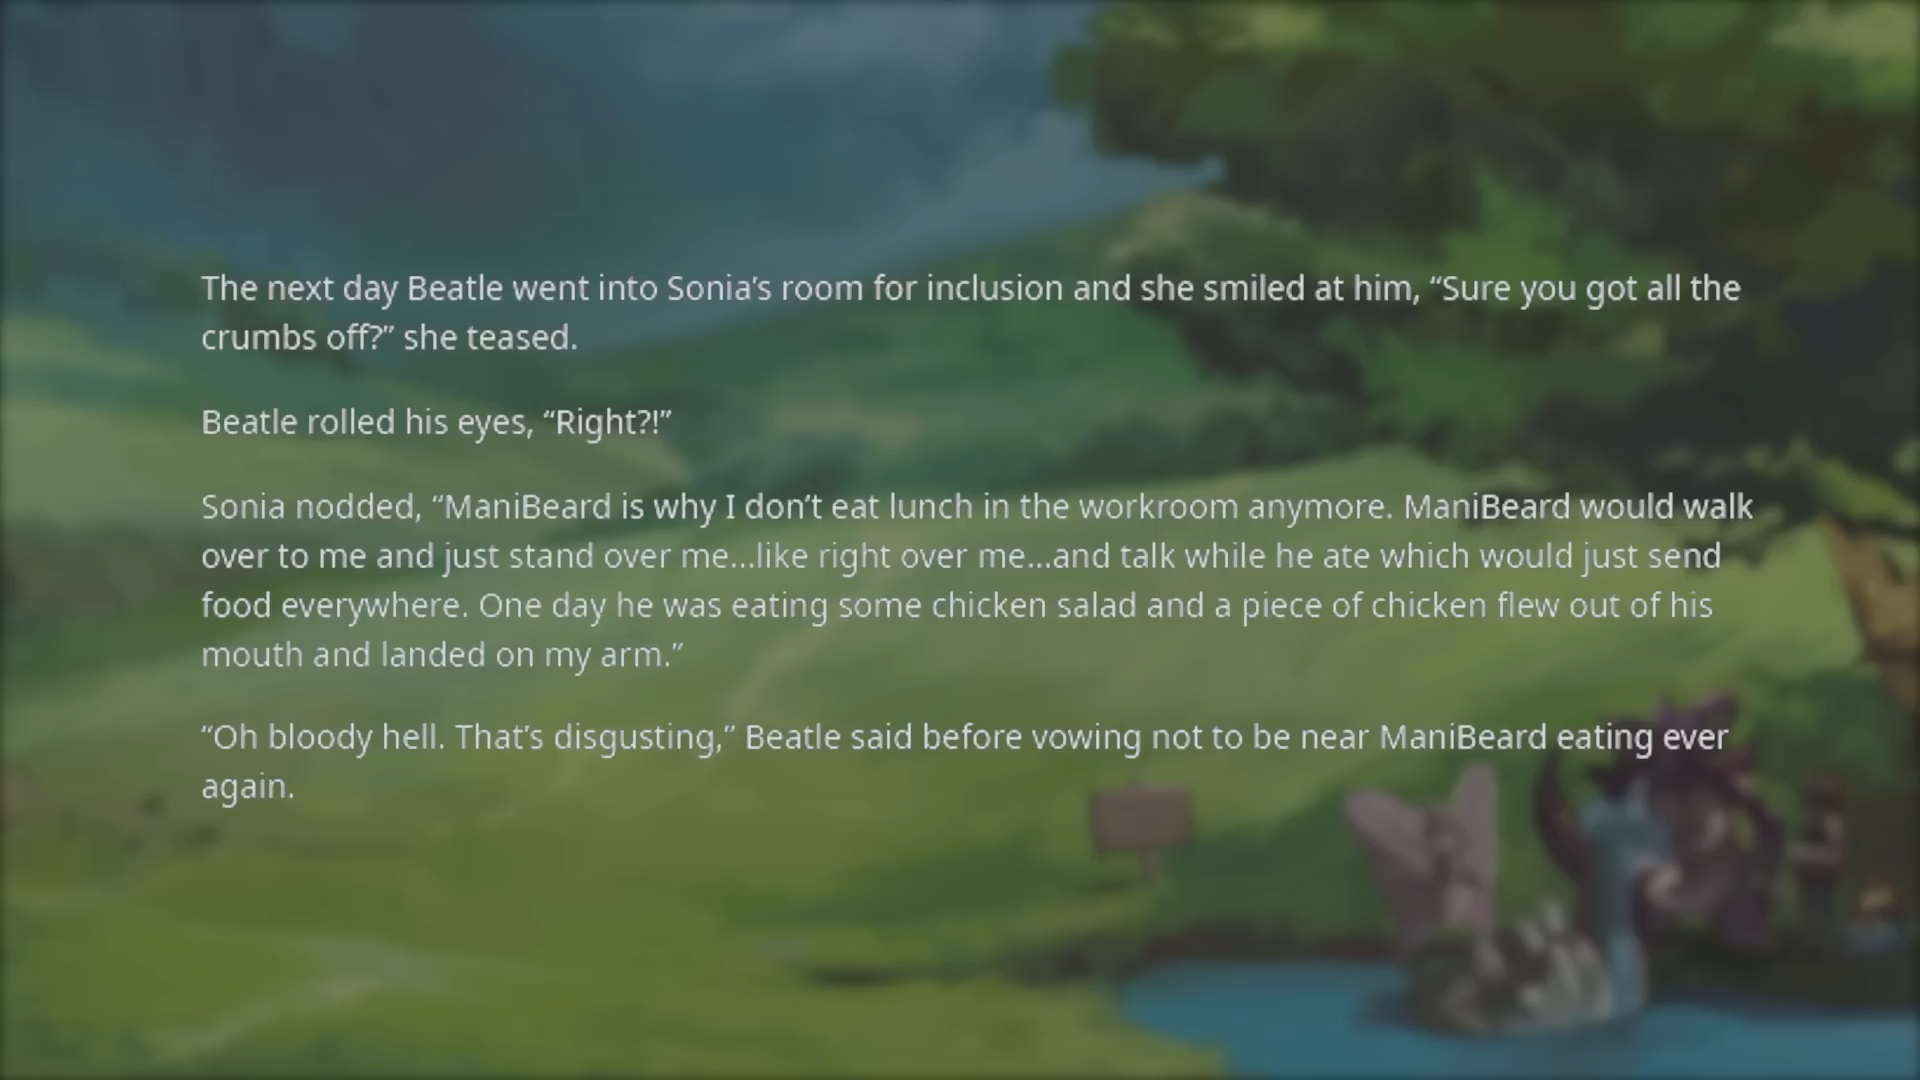 The next day Beatle went into Sonia’s room for inclusion and she smiled at him, “Sure you got all the
crumbs off?” she teased.
Beatle rolled his eyes, “Right?!”
Sonia nodded, “ManiBeard is why I don’t eat lunch in the workroom anymore. ManiBeard would walk
over to me and just stand over me...like right over me...and talk while he ate which would just send
food everywhere. One day he was eating some chicken salad and a piece of chicken flew out of his
mouth and landed on my arm.”
“Oh bloody hell. That’s disgusting,” Beatle said before vowing not to be near ManiBeard eating ever
again.